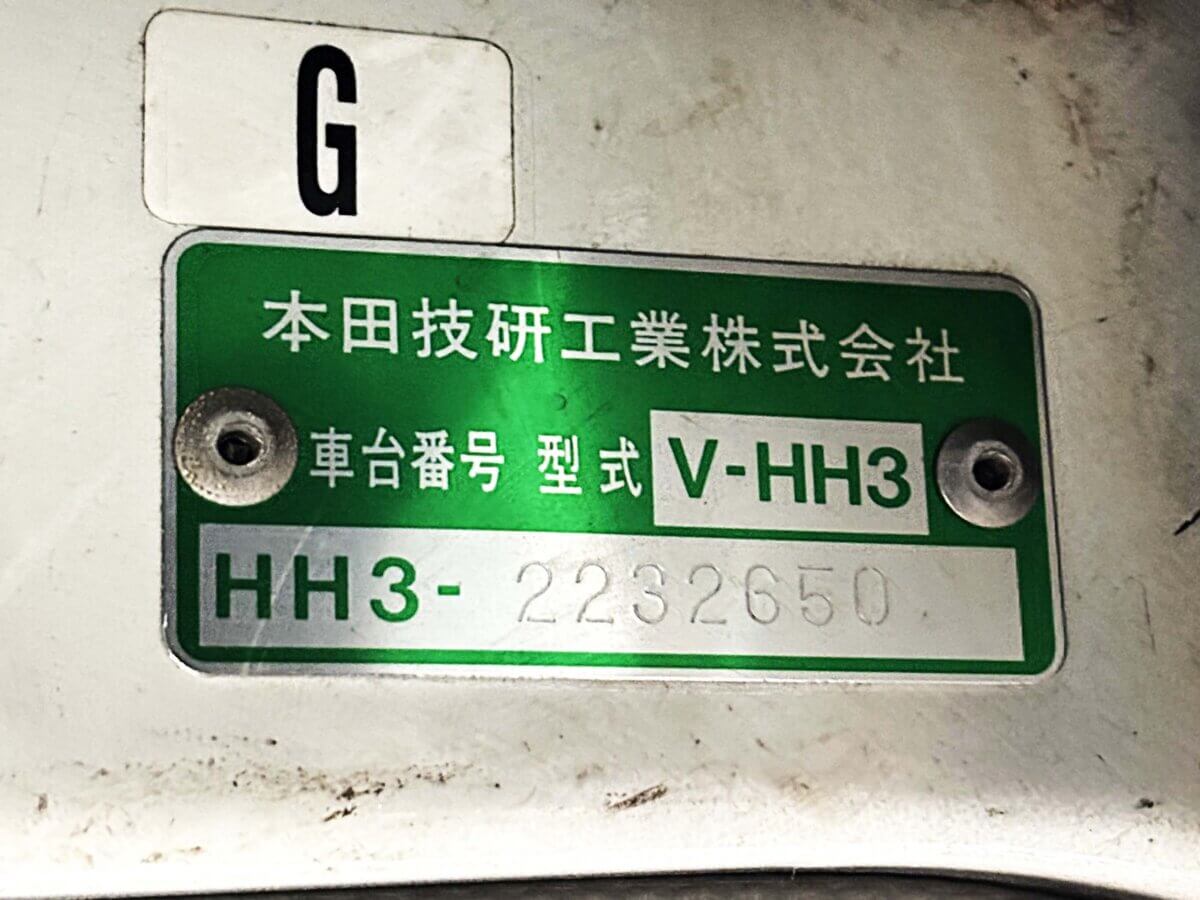 G
本田技研工業株式会社
車台番号 型式 V-HH3
HH3-2232650